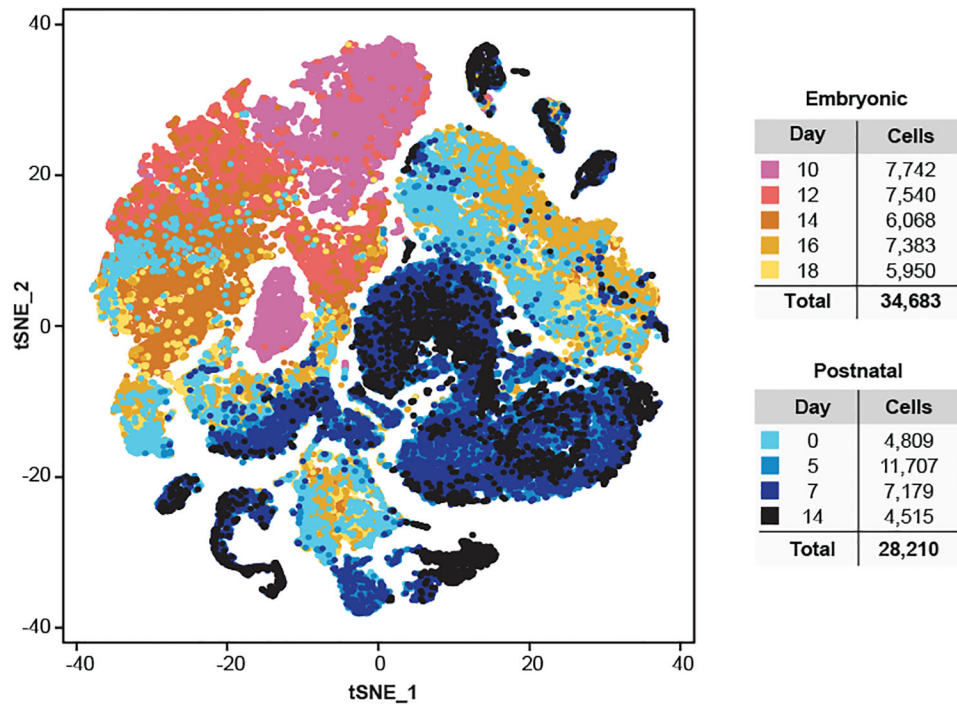 40
20
0
-20
-40
tSNE_2
-40 -20 0 20 40
tSNE_1
Embryonic
Day Cells
10 7,742
12 7,540
14 6,068
16 7,383
18 5,950
Total 34,683
Postnatal
Day Cells
0 4,809
5 11,707
7 7,179
14 4,515
Total 28,210